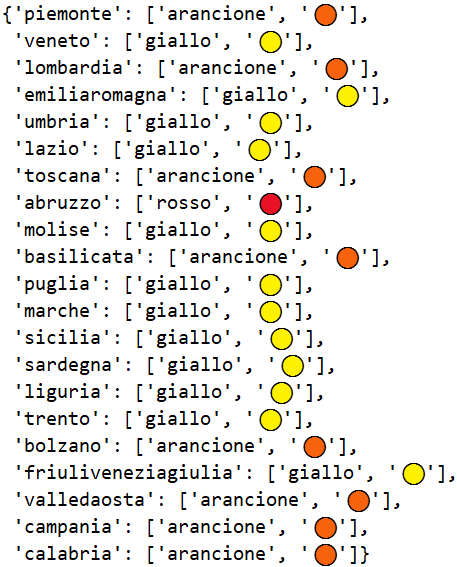 {'piemonte': ['arancione', '🟠'],
'veneto': ['giallo', '🟡'],
'lombardia': ['arancione', '🟠'],
'emiliaromagna': ['giallo', '🟡'],
'umbria': ['giallo', '🟡'],
'lazio': ['giallo', '🟡'],
'toscana': ['arancione', '🟠'],
'abruzzo': ['rosso', '🔴'],
'molise': ['giallo', '🟡'],
'basilicata': ['arancione', '🟠'],
'puglia': ['giallo', '🟡'],
'marche': ['giallo', '🟡'],
'sicilia': ['giallo', '🟡'],
'sardegna': ['giallo', '🟡'],
'liguria': ['giallo', '🟡'],
'trento': ['giallo', '🟡'],
'bolzano': ['arancione', '🟠'],
'friuliveneziagiulia': ['giallo', '🟡'],
'valledaosta': ['arancione', '🟠'],
'campania': ['arancione', '🟠'],
'calabria': ['arancione', '🟠']}